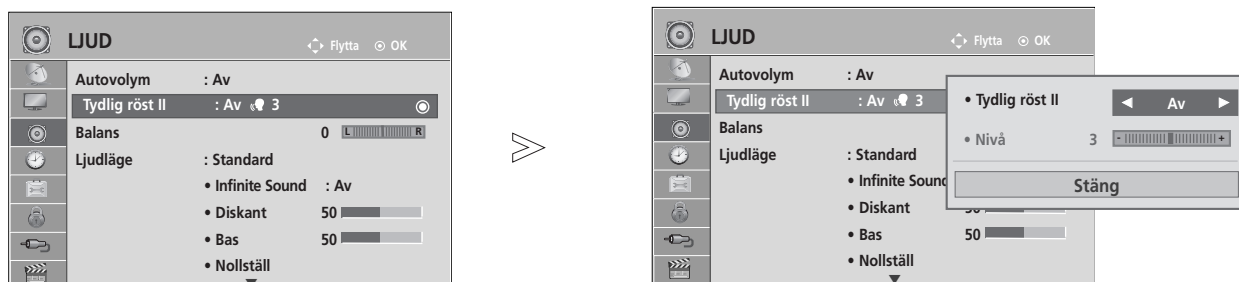 LJUD
Flytta OK
Autovolym : Av
Tydlig röst II : Av 3
Balans 0 L R
Ljudläge : Standard
• Infinite Sound : Av
• Diskant 50
• Bas 50
• Nollställ
LJUD
Flytta OK
Autovolym : Av
Tydlig röst II : Av 3
Balans
Ljudläge : Standard
• Infinite Sound
• Diskant
• Bas 50
• Nollställ
• Tydlig röst II ◄ Av ►
• Nivå 3 - +
Stäng